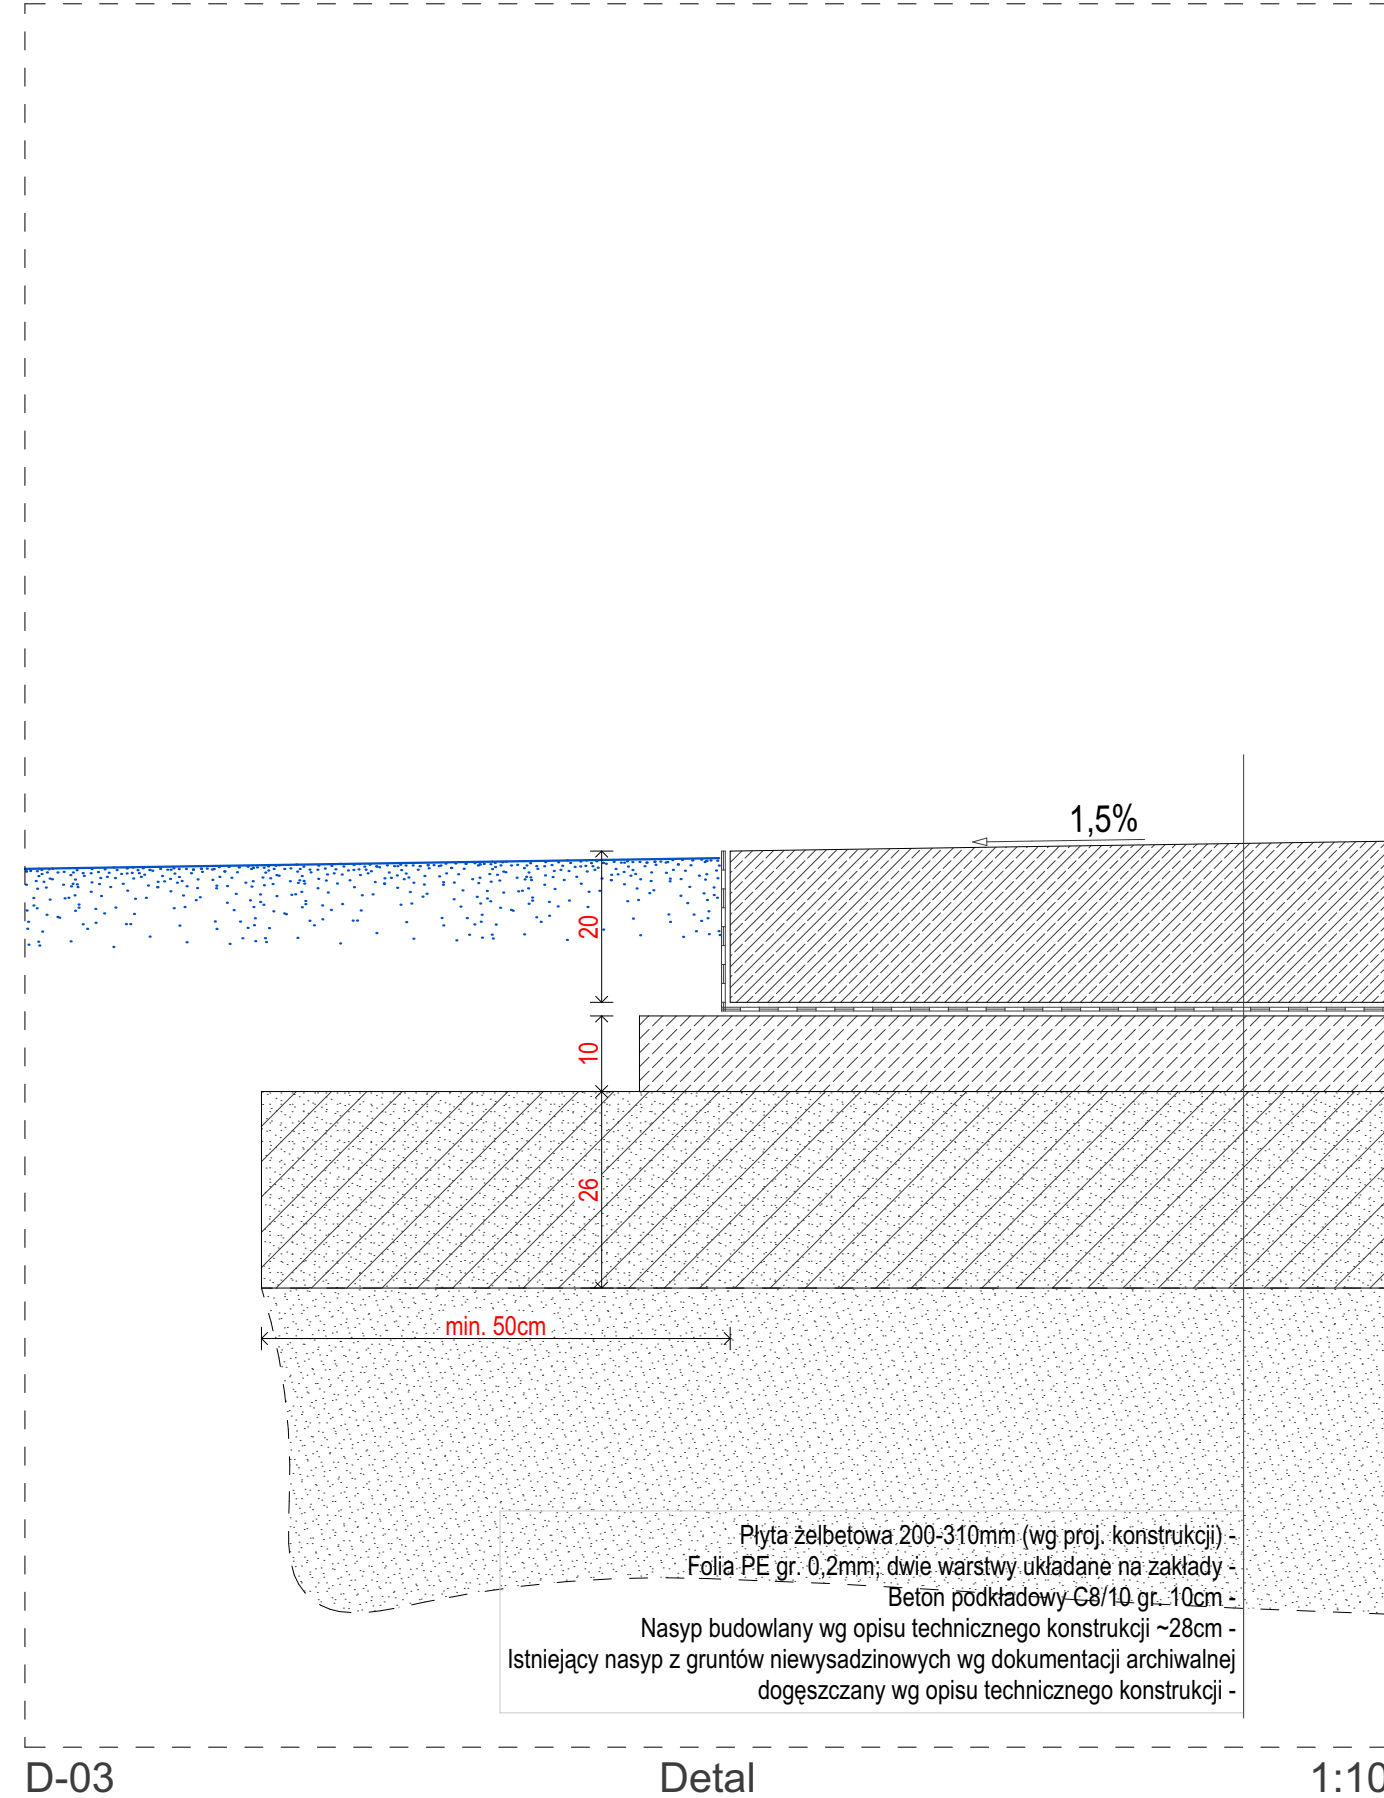 1,5%
20
10
26
min. 50cm
Płyta żelbetowa 200-310mm (wg proj. konstrukcji) -
Folia PE gr. 0,2mm; dwie warstwy układane na zakłady -
Beton podkładowy C8/10 gr. 10cm -
Nasyp budowlany wg opisu technicznego konstrukcji ~28cm -
Istniejący nasyp z gruntów niewysadzinowych wg dokumentacji archiwalnej
dogęszczany wg opisu technicznego konstrukcji -
D-03 Detal 1:10